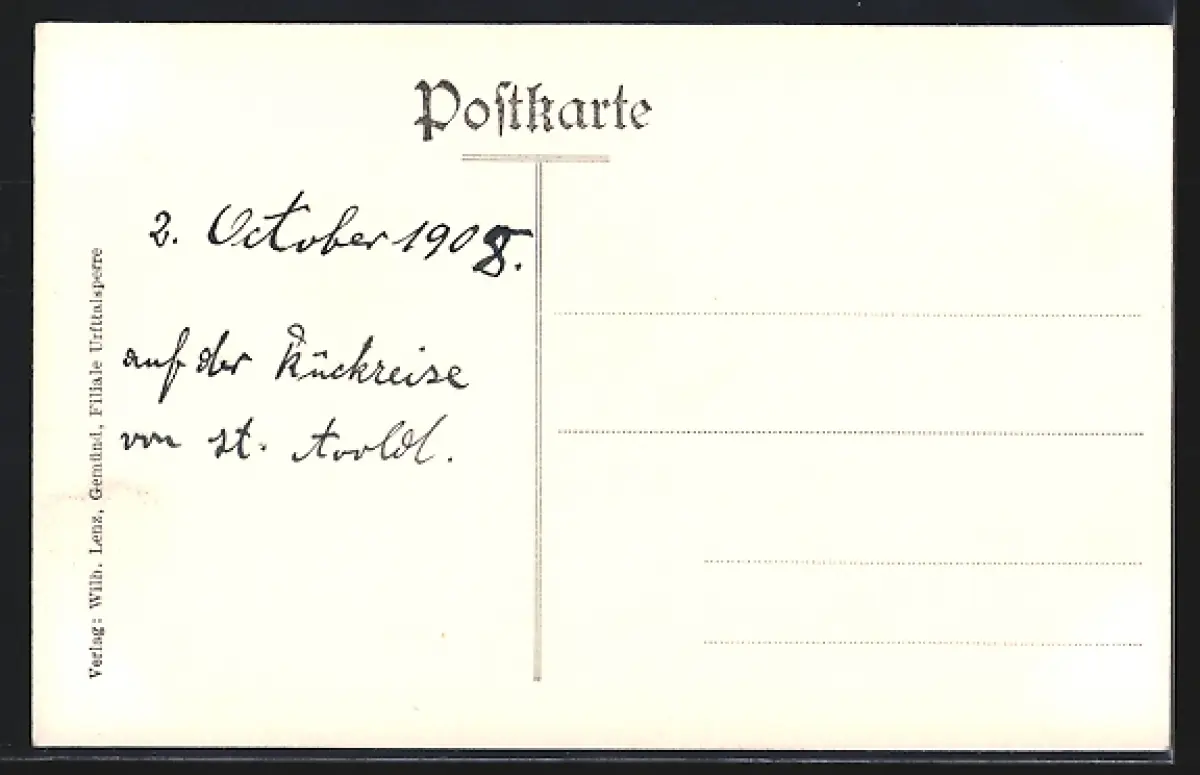 Postkarte
2. October 1908.
auf der Rückreise
von St. Avold.
Verlag: Wilh. Lenz, Gemünd, Filiale Urfttalsperre